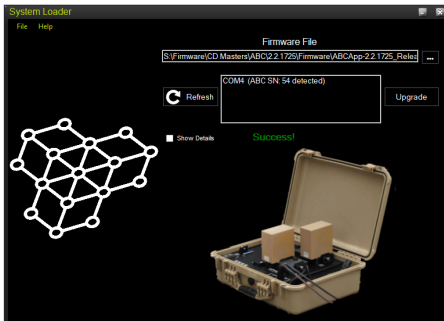 System Loader
File Help
Firmware File
S:\Firmware\CD Masters\ABC\2.2.1725\Firmware\ABCApp-2.2.1725_Relea
...
COM4 (ABC SN: 54 detected)
Refresh
Upgrade
Show Details
Success!